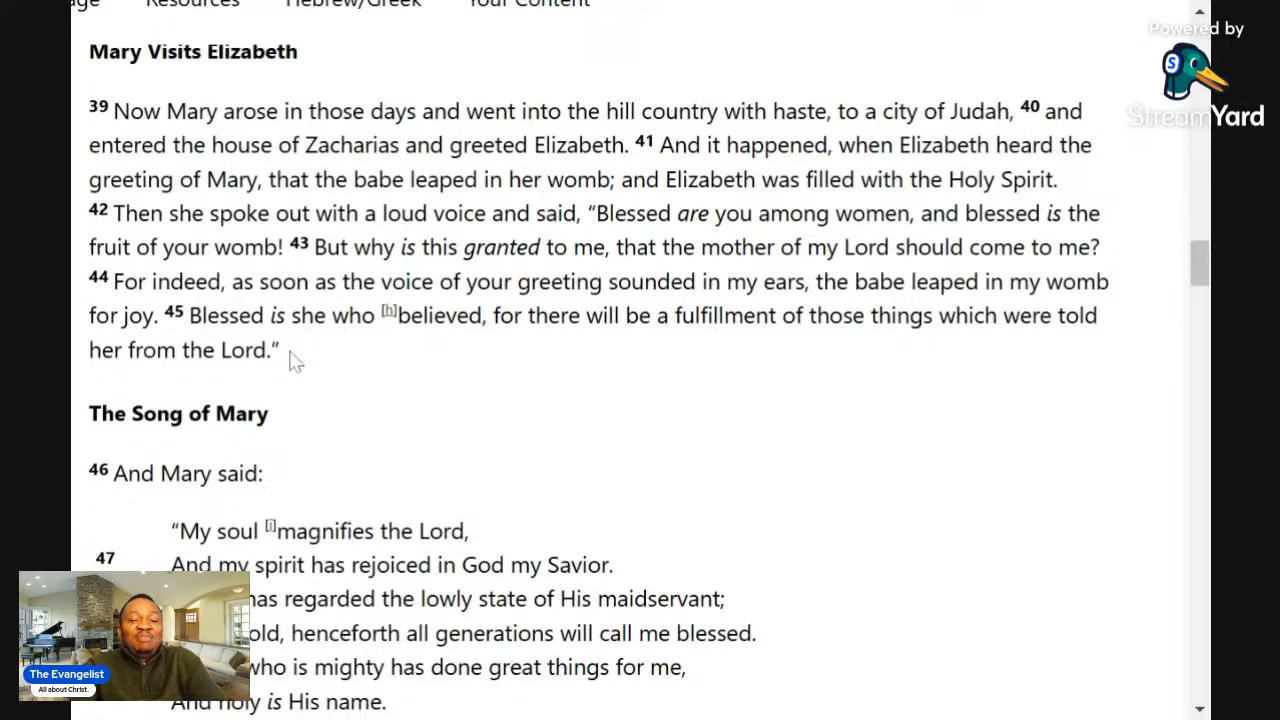 Resources Hebrew/Greek Your Content
Powered by
StreamYard
Mary Visits Elizabeth
39 Now Mary arose in those days and went into the hill country with haste, to a city of Judah, 40 and
entered the house of Zacharias and greeted Elizabeth. 41 And it happened, when Elizabeth heard the
greeting of Mary, that the babe leaped in her womb; and Elizabeth was filled with the Holy Spirit.
42 Then she spoke out with a loud voice and said, “Blessed are you among women, and blessed is the
fruit of your womb! 43 But why is this granted to me, that the mother of my Lord should come to me?
44 For indeed, as soon as the voice of your greeting sounded in my ears, the babe leaped in my womb
for joy. 45 Blessed is she who [h]believed, for there will be a fulfillment of those things which were told
her from the Lord.”
The Song of Mary
46 And Mary said:
“My soul [i]magnifies the Lord,
47 And my spirit has rejoiced in God my Savior.
has regarded the lowly state of His maidservant;
old, henceforth all generations will call me blessed.
who is mighty has done great things for me,
And holy is His name.
The Evangelist
All about Christ.